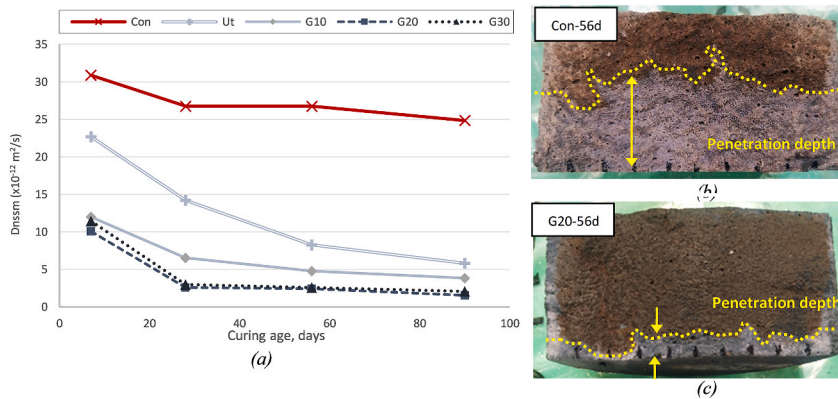 Con Ut G10 G20 G30
35
30
25
20
15
10
5
0
Dnssm (x10⁻¹² m²/s)
0 20 40 60 80 100
Curing age, days
(a)
Con-56d
Penetration depth
(b)
G20-56d
Penetration depth
(c)